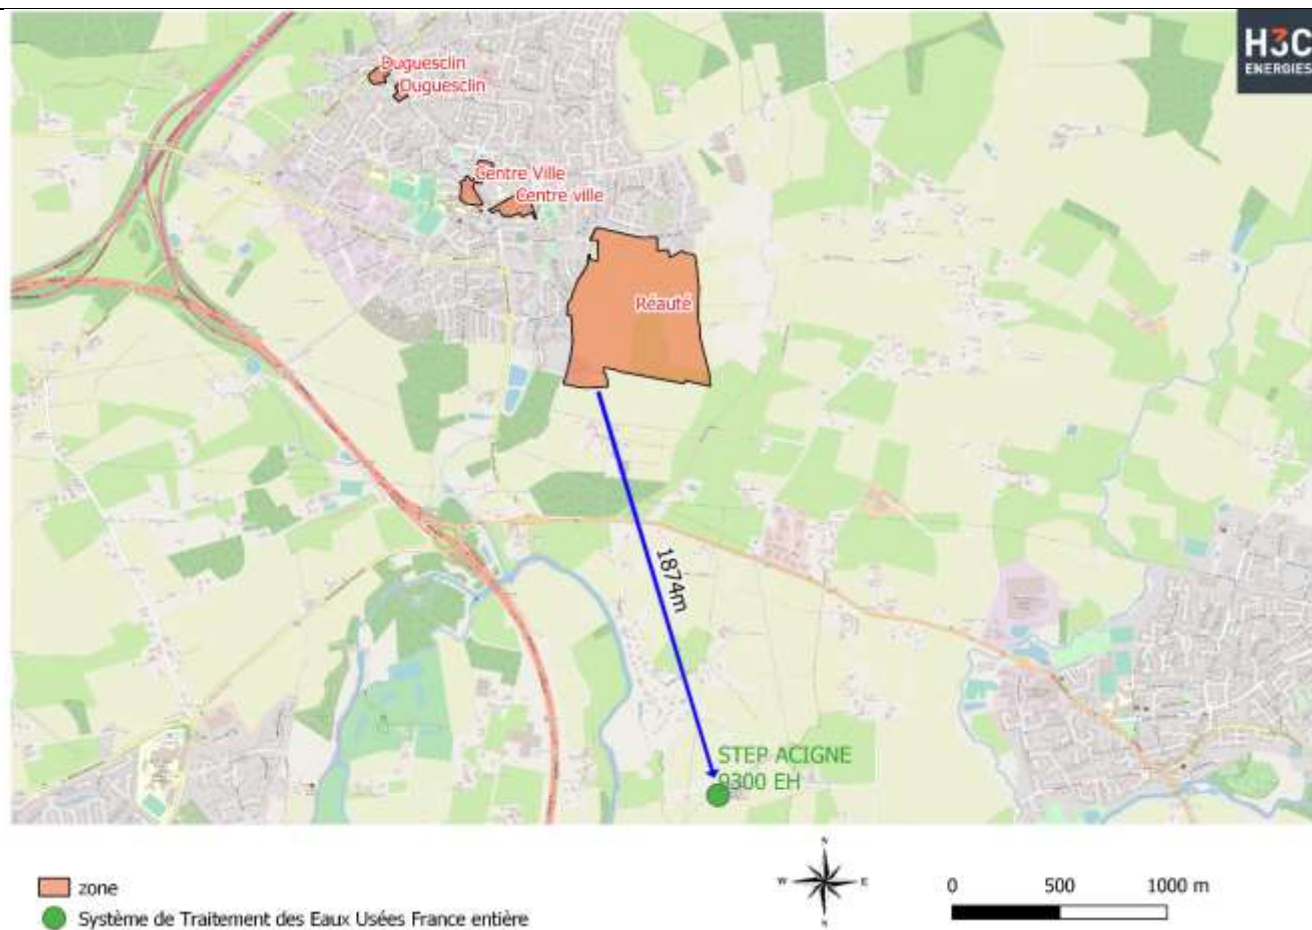 H3C
ENERGIES
Duguesclin
Duguesclin
Centre Ville
Centre ville
Réauté
1874m
STEP ACIGNE
9300 EH
N
W
E
zone
0
500
1000 m
Système de Traitement des Eaux Usées France entière